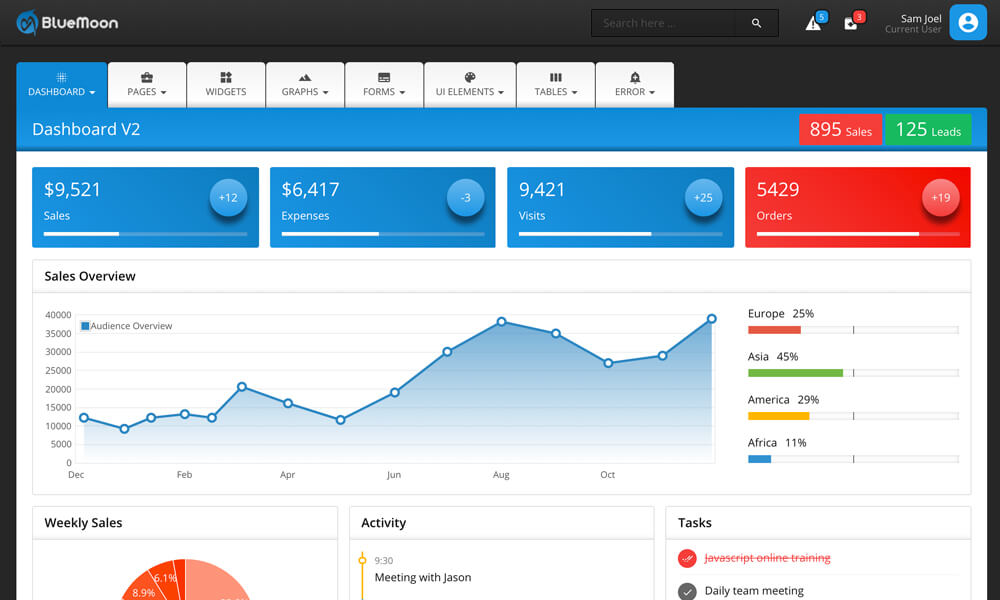 BlueMoon
Search here ...
5
3
Sam Joel
Current User
DASHBOARD
PAGES
WIDGETS
GRAPHS
FORMS
UI ELEMENTS
TABLES
ERROR
Dashboard V2
895 Sales
125 Leads
$9,521
+12
Sales
$6,417
-3
Expenses
9,421
+25
Visits
5429
+19
Orders
Sales Overview
40000
35000
30000
25000
20000
15000
10000
5000
0
Audience Overview
Dec
Feb
Apr
Jun
Aug
Oct
Europe 25%
Asia 45%
America 29%
Africa 11%
Weekly Sales
6.1%
8.9%
Activity
9:30
Meeting with Jason
Tasks
Javascript online training
Daily team meeting